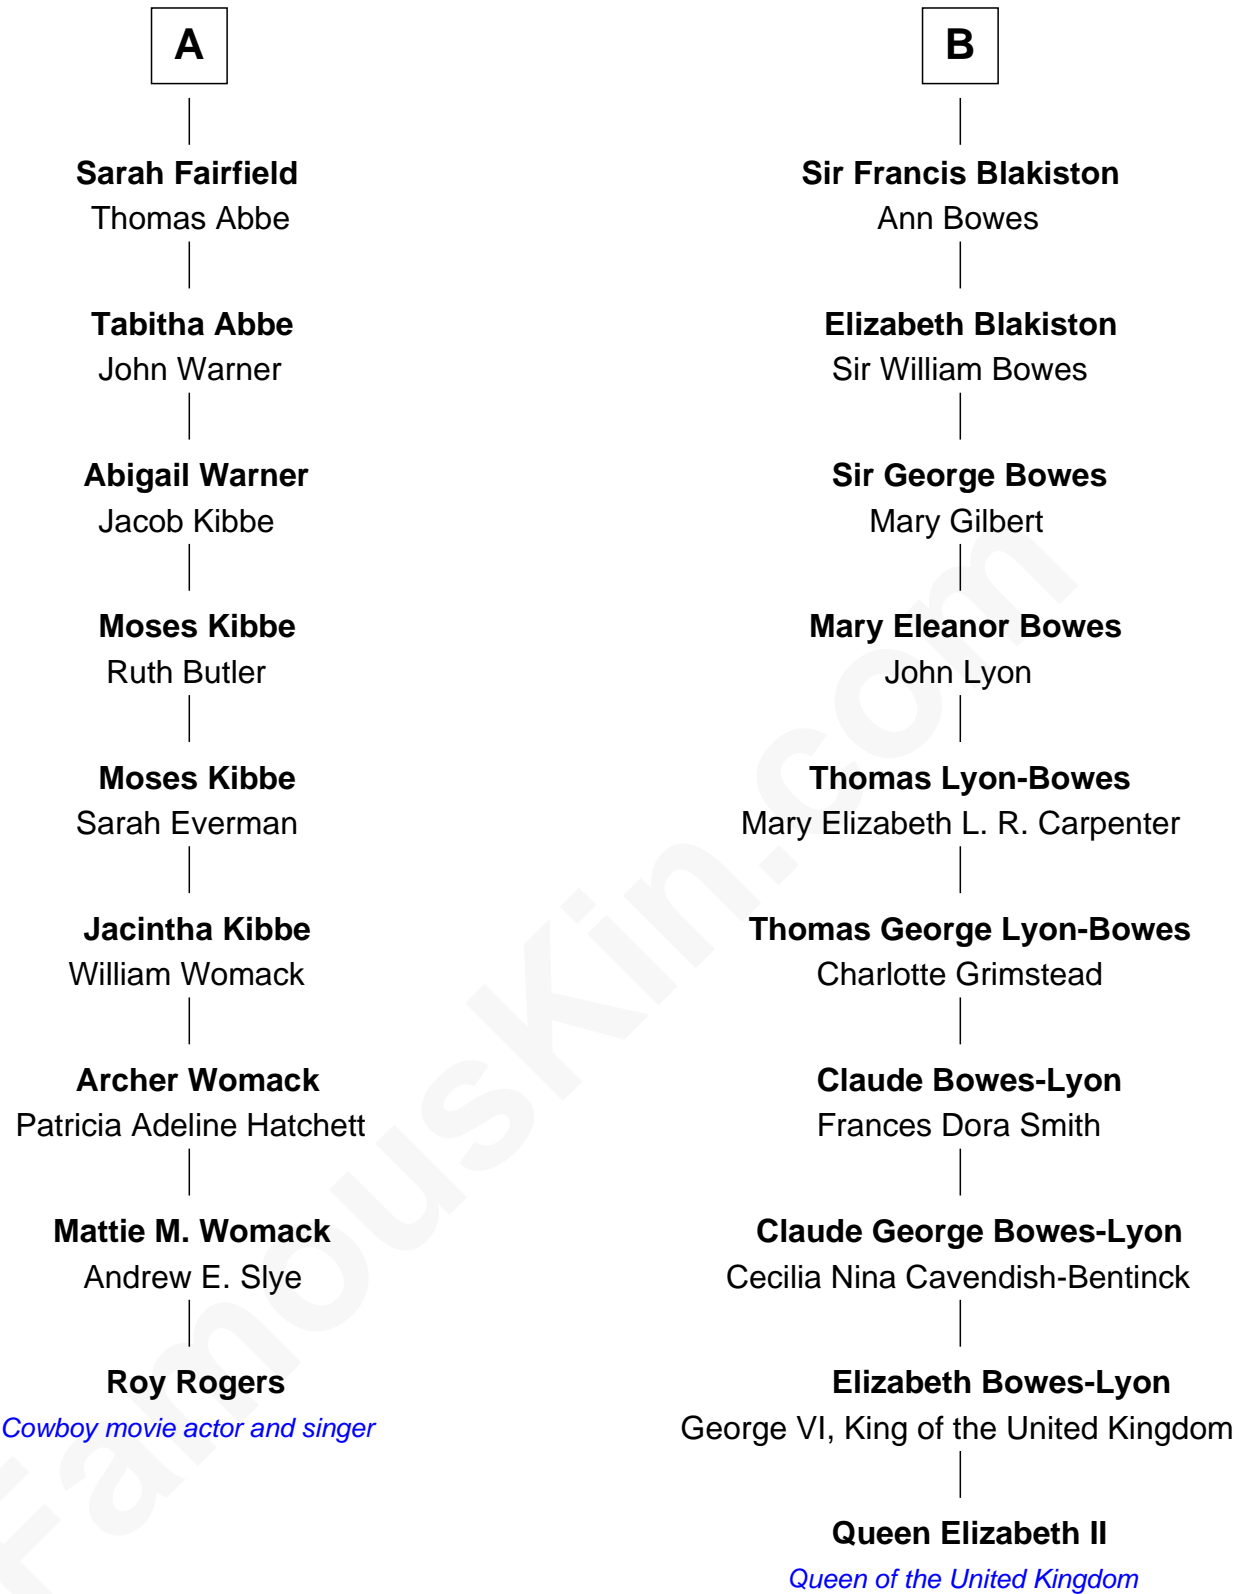 A
Sarah Fairfield
Thomas Abbe
Tabitha Abbe
John Warner
Abigail Warner
Jacob Kibbe
Moses Kibbe
Ruth Butler
Moses Kibbe
Sarah Everman
Jacintha Kibbe
William Womack
Archer Womack
Patricia Adeline Hatchett
Mattie M. Womack
Andrew E. Slye
Roy Rogers
Cowboy movie actor and singer
B
Sir Francis Blakiston
Ann Bowes
Elizabeth Blakiston
Sir William Bowes
Sir George Bowes
Mary Gilbert
Mary Eleanor Bowes
John Lyon
Thomas Lyon-Bowes
Mary Elizabeth L. R. Carpenter
Thomas George Lyon-Bowes
Charlotte Grimstead
Claude Bowes-Lyon
Frances Dora Smith
Claude George Bowes-Lyon
Cecilia Nina Cavendish-Bentinck
Elizabeth Bowes-Lyon
George VI, King of the United Kingdom
Queen Elizabeth II
Queen of the United Kingdom
FamousKin.com